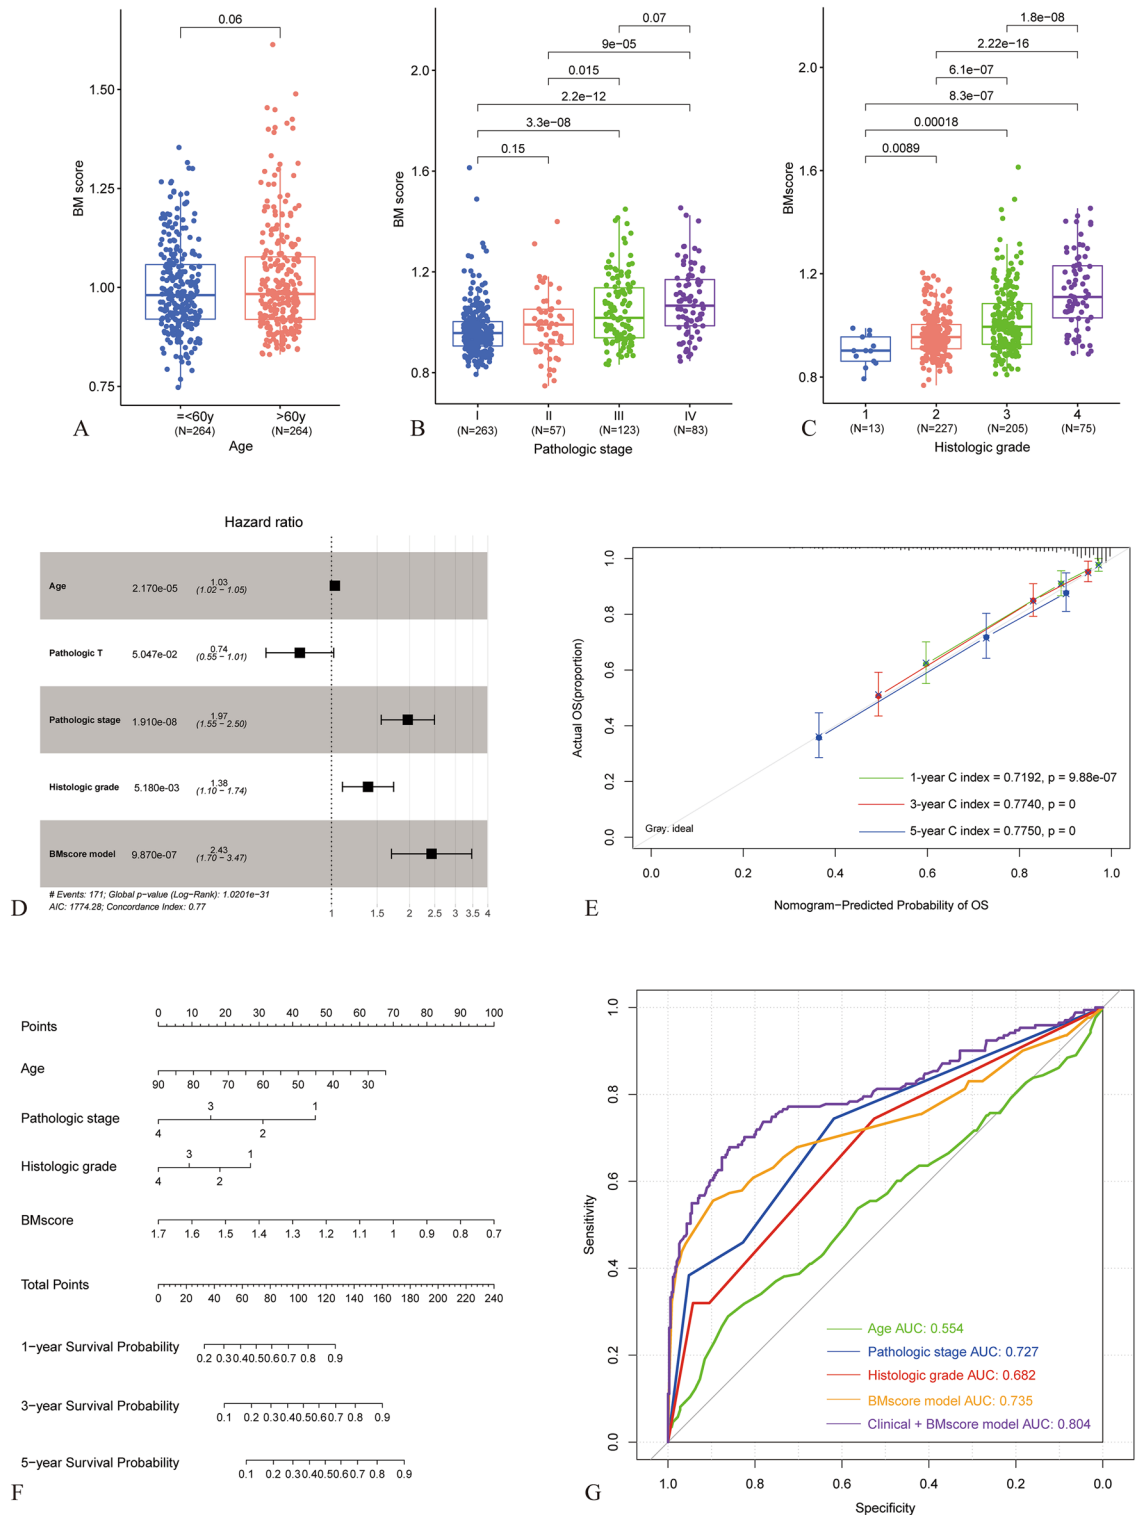 0.06
1.50
1.25
1.00
0.75
BM score
=<60y
>60y
(N=264)
(N=264)
Age
A
0.07
9e−05
0.015
2.2e−12
3.3e−08
0.15
2.0
1.6
1.2
0.8
BM score
I
II
III
IV
(N=263)
(N=57)
(N=123)
(N=83)
Pathologic stage
B
1.8e−08
2.22e−16
6.1e−07
8.3e−07
0.00018
0.0089
2.0
1.6
1.2
0.8
BMscore
1
2
3
4
(N=13)
(N=227)
(N=205)
(N=75)
Histologic grade
C
Hazard ratio
Age 2.170e−05 1.03
(1.02 − 1.05)
Pathologic T 5.047e−02 0.74
(0.55 − 1.01)
Pathologic stage 1.910e−08 1.97
(1.55 − 2.50)
Histologic grade 5.180e−03 1.38
(1.10 − 1.74)
BMscore model 9.870e−07 2.43
(1.70 − 3.47)
# Events: 171; Global p−value (Log−Rank): 1.0201e−31
AIC: 1774.28; Concordance Index: 0.77
1 1.5 2 2.5 3 3.5 4
D
Actual OS(proportion)
1.0
0.8
0.6
0.4
0.2
0.0
1−year C index = 0.7192, p = 9.88e−07
3−year C index = 0.7740, p = 0
5−year C index = 0.7750, p = 0
Gray: ideal
0.0 0.2 0.4 0.6 0.8 1.0
Nomogram−Predicted Probability of OS
E
Points 0 10 20 30 40 50 60 70 80 90 100
Age
90 80 75 70 65 60 55 50 45 40 30
Pathologic stage
3 1
4 2
Histologic grade
3 1
4 2
BMscore
1.7 1.6 1.5 1.4 1.3 1.2 1.1 1 0.9 0.8 0.7
Total Points
0 20 40 60 80 100 120 140 160 180 200 220 240
1−year Survival Probability
0.2 0.3 0.4 0.5 0.6 0.7 0.8 0.9
3−year Survival Probability
0.1 0.2 0.3 0.4 0.5 0.6 0.7 0.8 0.9
5−year Survival Probability
0.1 0.2 0.3 0.4 0.5 0.6 0.7 0.8 0.9
F
Sensitivity
1.0
0.8
0.6
0.4
0.2
0.0
Age AUC: 0.554
Pathologic stage AUC: 0.727
Histologic grade AUC: 0.682
BMscore model AUC: 0.735
Clinical + BMscore model AUC: 0.804
1.0 0.8 0.6 0.4 0.2 0.0
Specificity
G